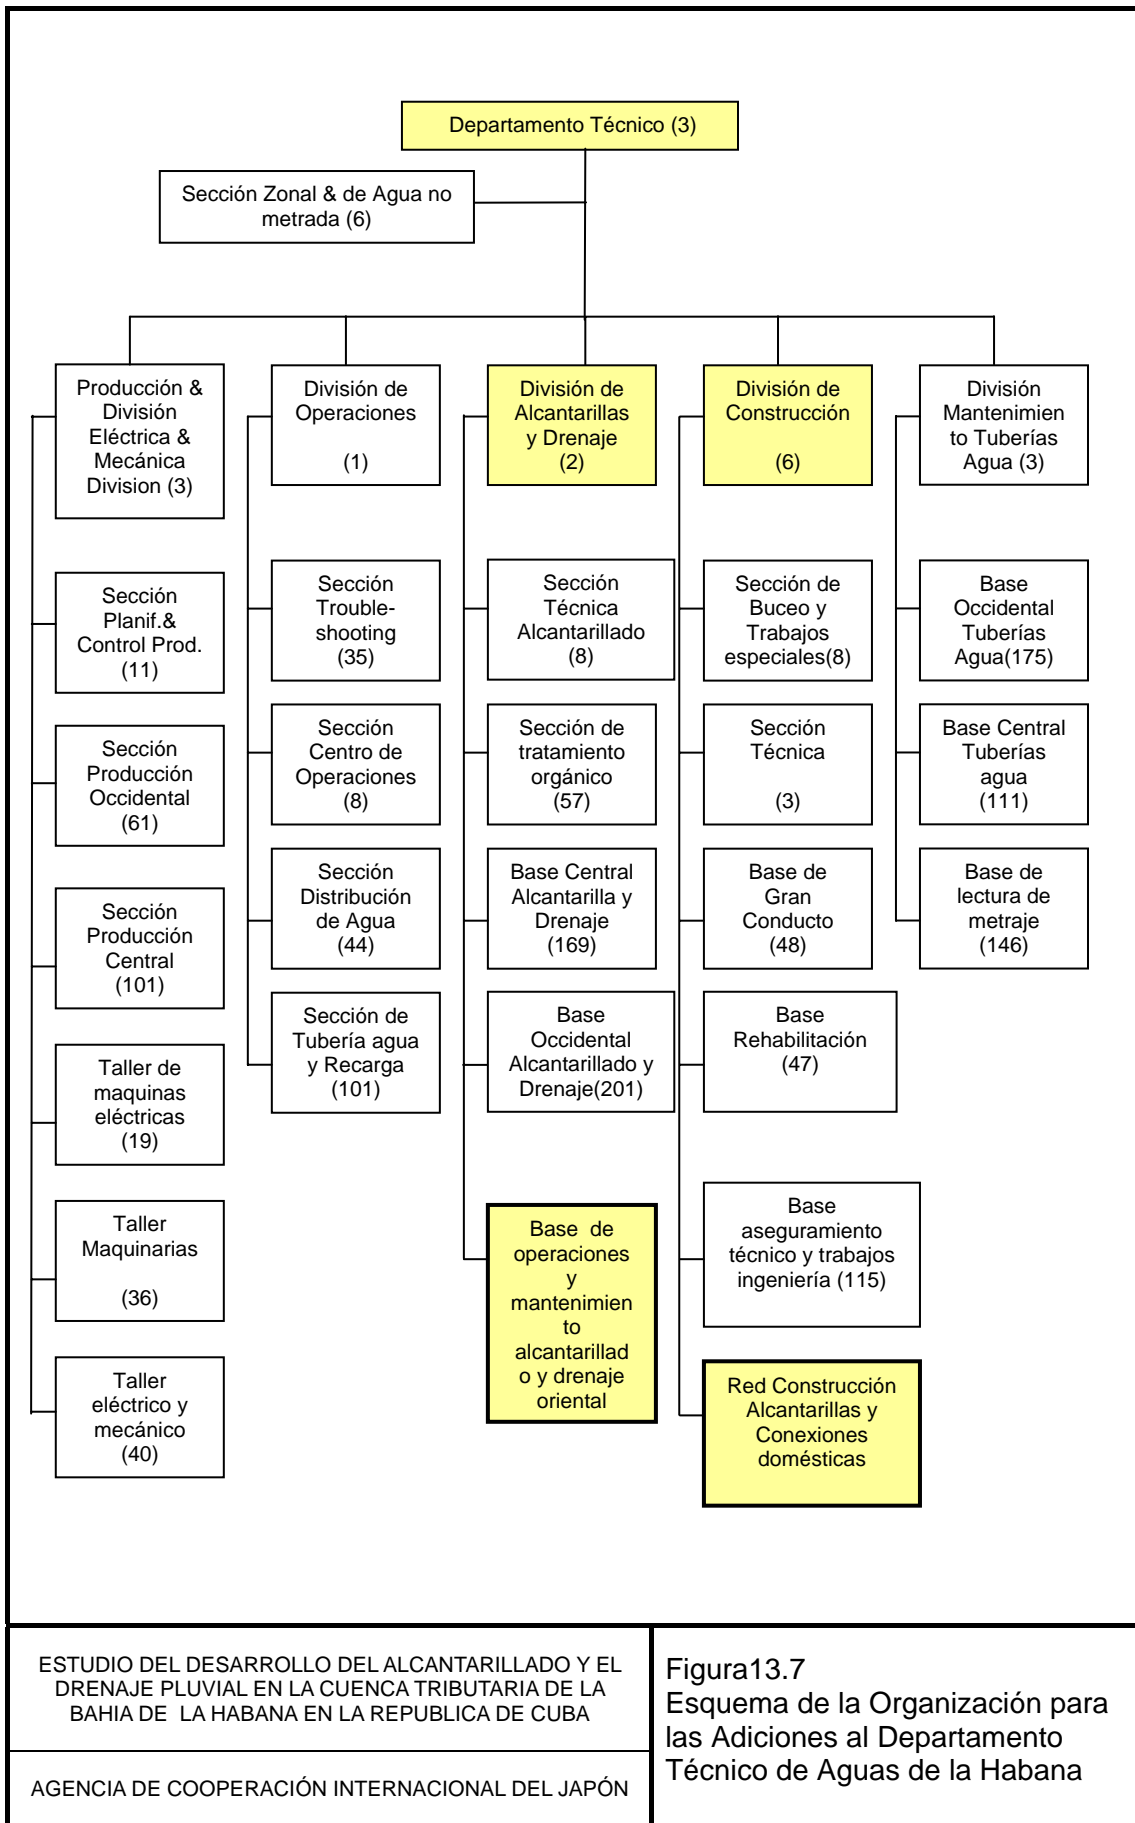 Departamento Técnico (3)
Sección Zonal & de Agua no
metrada (6)
Producción &
División
Eléctrica &
Mecánica
Division (3)
Sección
Planif.&
Control Prod.
(11)
Sección
Producción
Occidental
(61)
Sección
Producción
Central
(101)
Taller de
maquinas
eléctricas
(19)
Taller
Maquinarias
(36)
Taller
eléctrico y
mecánico
(40)
División de
Operaciones
(1)
Sección
Trouble-
shooting
(35)
Sección
Centro de
Operaciones
(8)
Sección
Distribución
de Agua
(44)
Sección de
Tubería agua
y Recarga
(101)
División de
Alcantarillas
y Drenaje
(2)
Sección
Técnica
Alcantarillado
(8)
Sección de
tratamiento
orgánico
(57)
Base Central
Alcantarilla y
Drenaje
(169)
Base
Occidental
Alcantarillado y
Drenaje(201)
Base  de
operaciones
y
mantenimien
to
alcantarillad
o y drenaje
oriental
División de
Construcción
(6)
Sección de
Buceo y
Trabajos
especiales(8)
Sección
Técnica
(3)
Base de
Gran
Conducto
(48)
Base
Rehabilitación
(47)
Base
aseguramiento
técnico y trabajos
ingeniería (115)
Red Construcción
Alcantarillas y
Conexiones
domésticas
División
Mantenimien
to Tuberías
Agua (3)
Base
Occidental
Tuberías
Agua(175)
Base Central
Tuberías
agua
(111)
Base de
lectura de
metraje
(146)
ESTUDIO DEL DESARROLLO DEL ALCANTARILLADO Y EL
DRENAJE PLUVIAL EN LA CUENCA TRIBUTARIA DE LA
BAHIA DE  LA HABANA EN LA REPUBLICA DE CUBA
AGENCIA DE COOPERACIÓN INTERNACIONAL DEL JAPÓN
Figura13.7
Esquema de la Organización para
las Adiciones al Departamento
Técnico de Aguas de la Habana